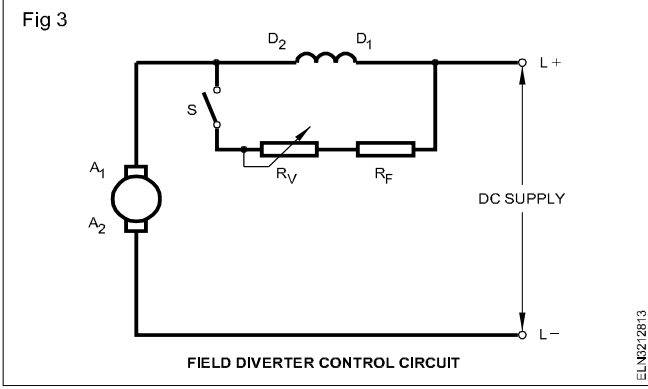 Fig 3
D2
D1
L +
S
RV
RF
A1
A2
DC SUPPLY
L −
FIELD DIVERTER CONTROL CIRCUIT
ELN3212813